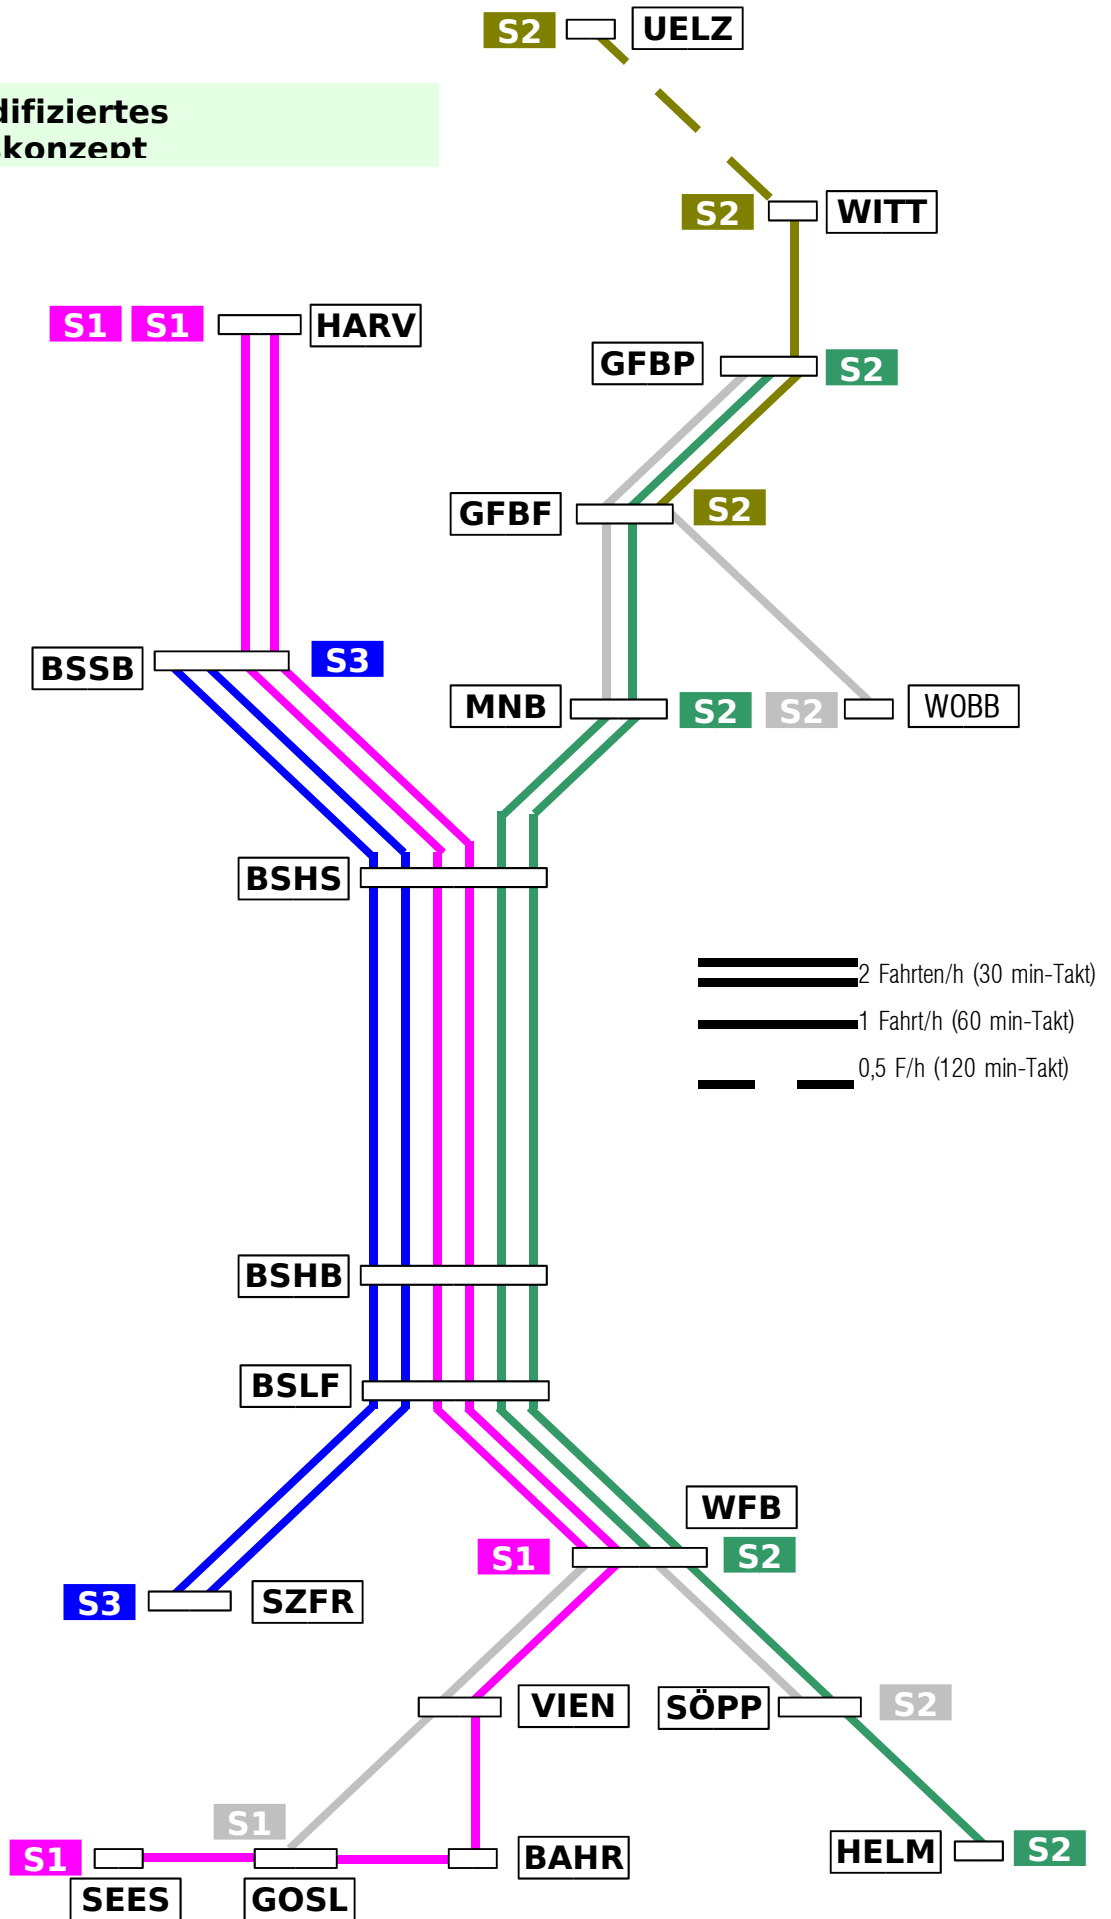 S2 UELZ
difiziertes
konzept
S2 WITT
S1 S1 HARV
GFBP S2
GFBF S2
BSSB S3
MNB S2 S2 WOBB
BSHS
2 Fahrten/h (30 min-Takt)
1 Fahrt/h (60 min-Takt)
0,5 F/h (120 min-Takt)
BSHB
BSLF
WFB
S1 S2
S3 SZFR
VIEN SÖPP S2
S1
S1 BAHR HELM S2
SEES GOSL